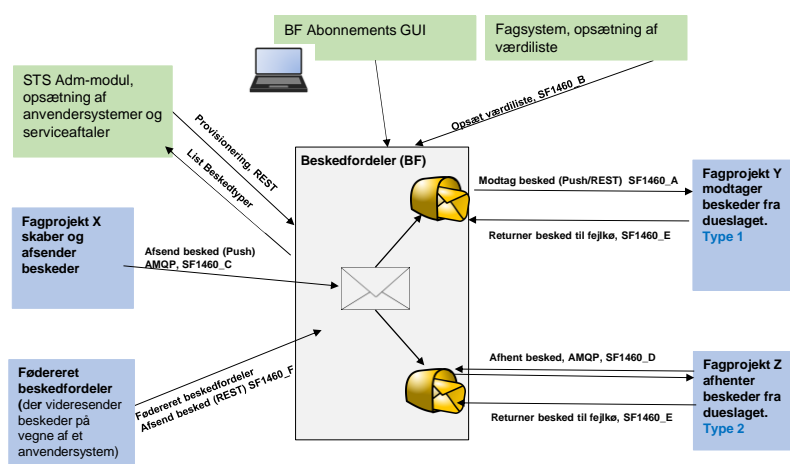 BF Abonnements GUI
Fagsystem, opsætning af
værdiliste
STS Adm-modul,
opsætning af
anvendersystemer og
serviceaftaler
Opsæt værdiliste, SF1460_B
Provisionering, REST
List Beskedtyper
Beskedfordeler (BF)
Modtag besked (Push/REST) SF1460_A
Fagprojekt Y
modtager
beskeder fra
dueslaget.
Type 1
Returner besked til fejlkø, SF1460_E
Fagprojekt X
skaber og
afsender
beskeder
Afsend besked (Push)
AMQP, SF1460_C
Afhent besked, AMQP, SF1460_D
Fagprojekt Z
afhenter
beskeder fra
dueslaget.
Type 2
Returner besked til fejlkø, SF1460_E
Fødereret
beskedfordeler
(der videresender
beskeder på
vegne af et
anvendersystem)
Fødereret beskedfordeler
Afsend besked (REST) SF1460_F